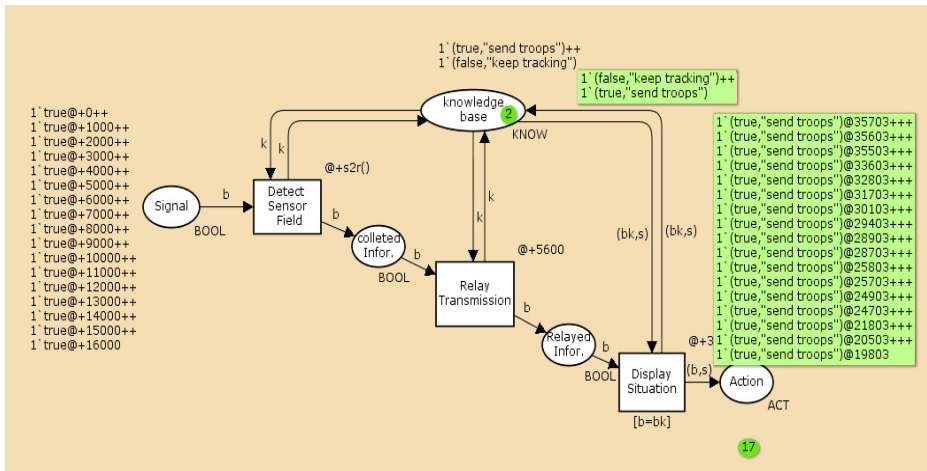 1`(true,"send troops")++
1`(false,"keep tracking")
1`(false,"keep tracking")++
1`(true,"send troops")
1`true@+0++
1`true@+1000++
1`true@+2000++
1`true@+3000++
1`true@+4000++
1`true@+5000++
1`true@+6000++
1`true@+7000++
1`true@+8000++
1`true@+9000++
1`true@+10000++
1`true@+11000++
1`true@+12000++
1`true@+13000++
1`true@+14000++
1`true@+15000++
1`true@+16000
knowledge
base
2
KNOW
k
k
@+s2r()
Signal
b
BOOL
Detect
Sensor
Field
b
colleted
Infor.
b
BOOL
k
k
@+5600
Relay
Transmission
b
Relayed
Infor.
b
BOOL
(bk,s)
(bk,s)
@+3
Display
Situation
[b=bk]
(b,s)
Action
ACT
17
1`(true,"send troops")@35703+++
1`(true,"send troops")@35603+++
1`(true,"send troops")@35503+++
1`(true,"send troops")@33603+++
1`(true,"send troops")@32803+++
1`(true,"send troops")@31703+++
1`(true,"send troops")@30103+++
1`(true,"send troops")@29403+++
1`(true,"send troops")@28903+++
1`(true,"send troops")@28703+++
1`(true,"send troops")@25803+++
1`(true,"send troops")@25703+++
1`(true,"send troops")@24903+++
1`(true,"send troops")@24703+++
1`(true,"send troops")@21803+++
1`(true,"send troops")@20503+++
1`(true,"send troops")@19803